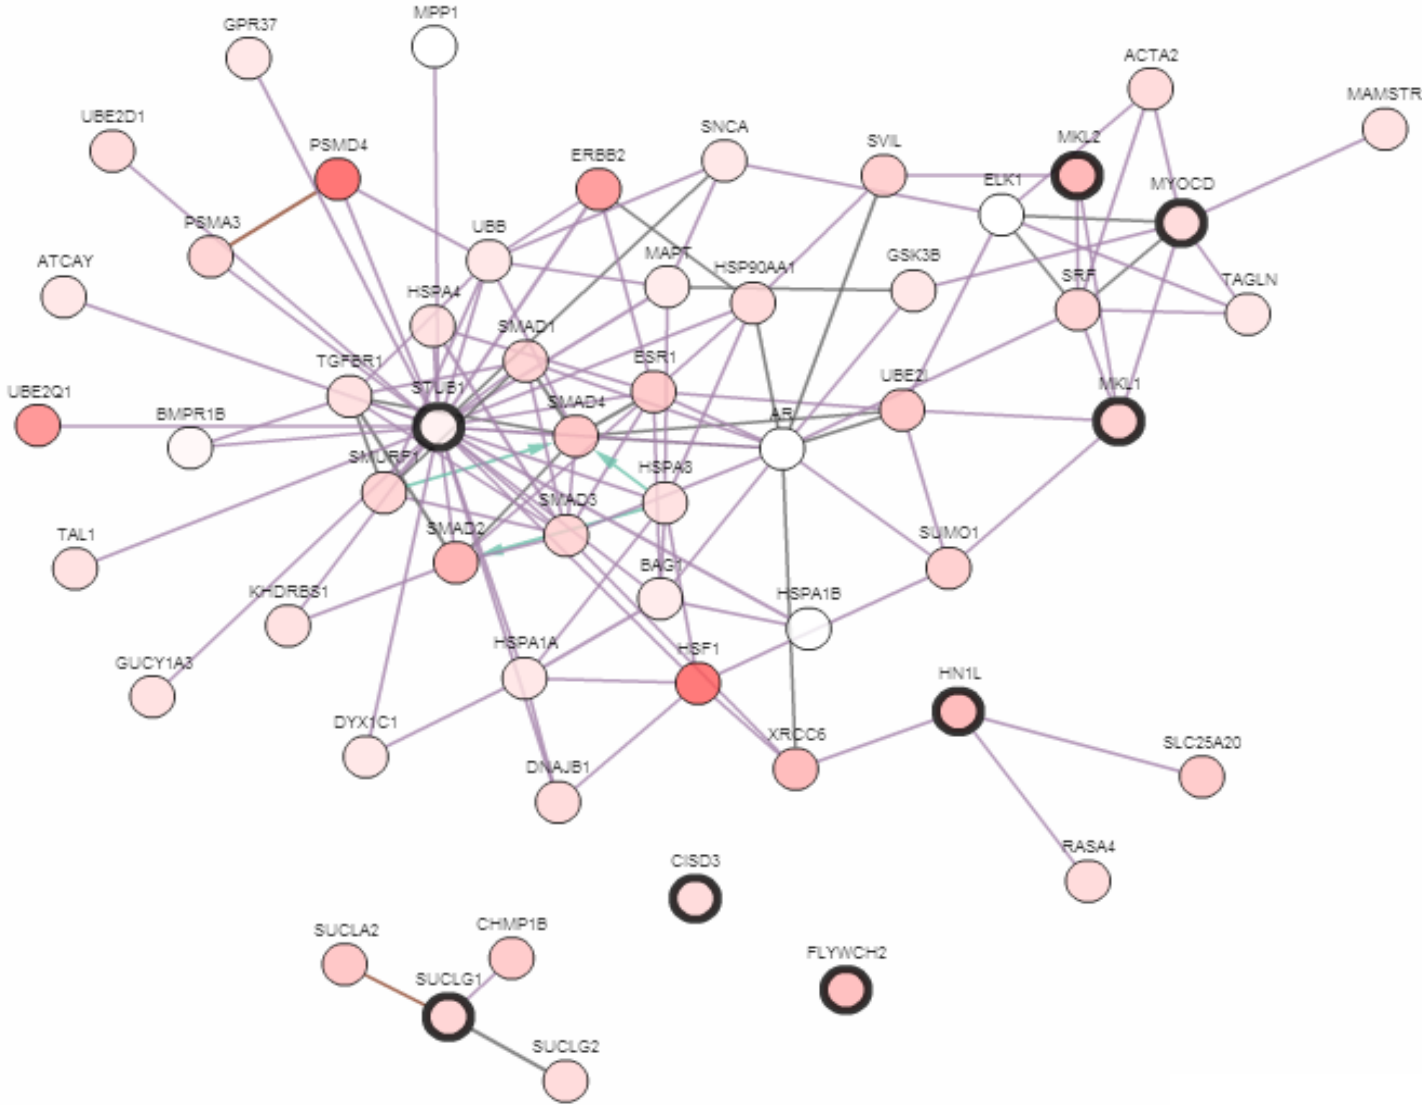 MPP1
GPR37
ACTA2
MAMSTR
UBE2D1
SNCA
PSMD4
ERBB2
SVIL
MKL2
ELK1
MYOCD
PSMA3
UBB
MAPT
HSP90AA1
GSK3B
SRF
TAGLN
ATCAY
HSPA4
SMAD1
TGFBR1
ESR1
UBE2I
MKL1
UBE2Q1
BMPR1B
STUB1
SMAD4
AR
SMURF1
HSPA3
SMAD3
TAL1
SMAD2
SUMO1
KHDRBS1
BAG1
HSPA1B
GUCY1A3
HSPA1A
HSF1
HN1L
DYX1C1
XRCC6
SLC25A20
DNAJB1
RASA4
CISD3
SUCLA2
CHMP1B
FLYWCH2
SUCLG1
SUCLG2